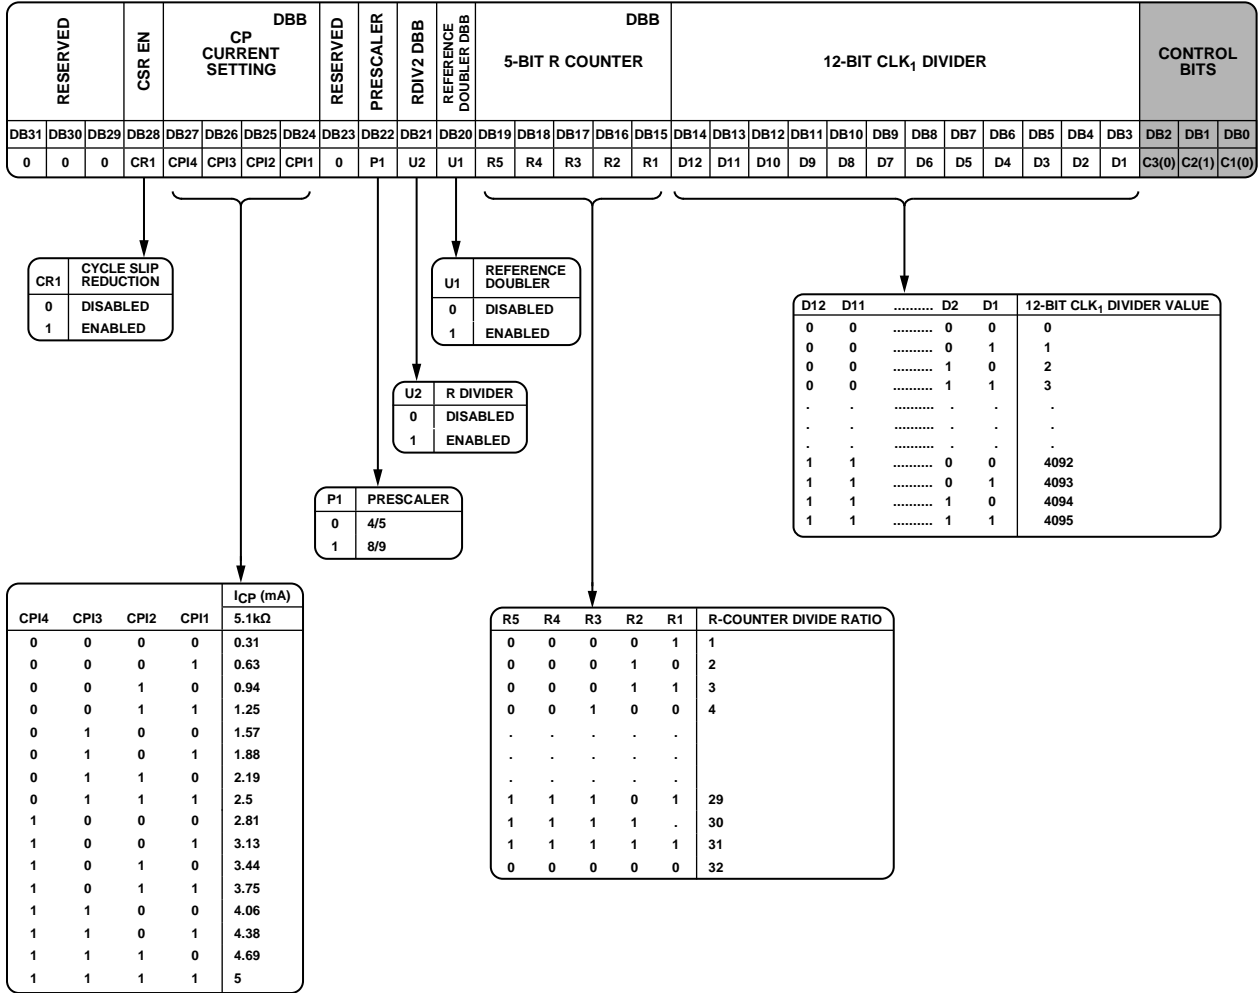 RESERVED
CSR EN
DBB
CP
CURRENT
SETTING
RESERVED
PRESCALER
RDIV2 DBB
REFERENCE
DOUBLER DBB
DBB
5-BIT R COUNTER
12-BIT CLK1 DIVIDER
CONTROL
BITS
DB31 DB30 DB29 DB28 DB27 DB26 DB25 DB24 DB23 DB22 DB21 DB20 DB19 DB18 DB17 DB16 DB15 DB14 DB13 DB12 DB11 DB10 DB9 DB8 DB7 DB6 DB5 DB4 DB3 DB2 DB1 DB0
0 0 0 CR1 CPI4 CPI3 CPI2 CPI1 0 P1 U2 U1 R5 R4 R3 R2 R1 D12 D11 D10 D9 D8 D7 D6 D5 D4 D3 D2 D1 C3(0) C2(1) C1(0)
CR1 CYCLE SLIP
REDUCTION
0 DISABLED
1 ENABLED
U1 REFERENCE
DOUBLER
0 DISABLED
1 ENABLED
U2 R DIVIDER
0 DISABLED
1 ENABLED
P1 PRESCALER
0 4/5
1 8/9
D12 D11 .......... D2 D1 12-BIT CLK1 DIVIDER VALUE
0 0 .......... 0 0 0
0 0 .......... 0 1 1
0 0 .......... 1 0 2
0 0 .......... 1 1 3
. . .......... . . .
. . .......... . . .
. . .......... . . .
1 1 .......... 0 0 4092
1 1 .......... 0 1 4093
1 1 .......... 1 0 4094
1 1 .......... 1 1 4095
ICP (mA)
CPI4 CPI3 CPI2 CPI1 5.1kΩ
0 0 0 0 0.31
0 0 0 1 0.63
0 0 1 0 0.94
0 0 1 1 1.25
0 1 0 0 1.57
0 1 0 1 1.88
0 1 1 0 2.19
0 1 1 1 2.5
1 0 0 0 2.81
1 0 0 1 3.13
1 0 1 0 3.44
1 0 1 1 3.75
1 1 0 0 4.06
1 1 0 1 4.38
1 1 1 0 4.69
1 1 1 1 5
R5 R4 R3 R2 R1 R-COUNTER DIVIDE RATIO
0 0 0 0 1 1
0 0 0 1 0 2
0 0 0 1 1 3
0 0 1 0 0 4
. . . . .
. . . . .
. . . . .
1 1 1 0 1 29
1 1 1 1 . 30
1 1 1 1 1 31
0 0 0 0 0 32